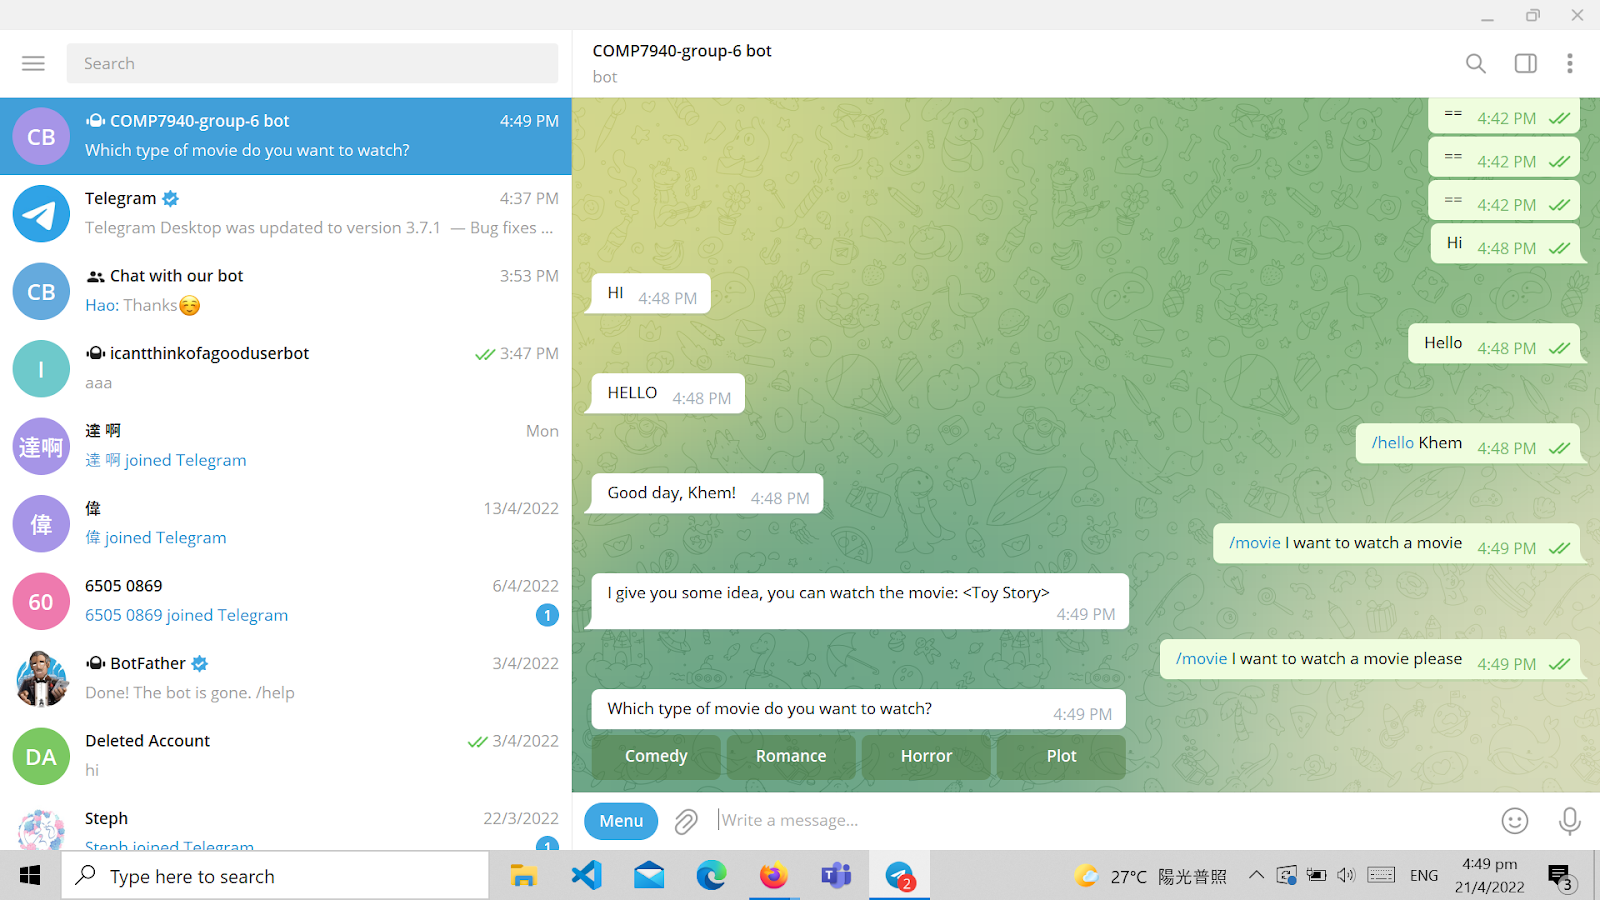 Search
CB
COMP7940-group-6 bot
4:49 PM
Which type of movie do you want to watch?
Telegram
4:37 PM
Telegram Desktop was updated to version 3.7.1 — Bug fixes ...
CB
Chat with our bot
3:53 PM
Hao: Thanks☺️
I
icantthinkofagooduserbot
3:47 PM
aaa
達啊
達 啊
Mon
達 啊 joined Telegram
偉
偉
13/4/2022
偉 joined Telegram
60
6505 0869
6/4/2022
6505 0869 joined Telegram
1
BotFather
3/4/2022
Done! The bot is gone. /help
DA
Deleted Account
3/4/2022
hi
Steph
22/3/2022
Steph joined Telegram
1
COMP7940-group-6 bot
bot
== 4:42 PM
== 4:42 PM
== 4:42 PM
Hi 4:48 PM
HI 4:48 PM
Hello 4:48 PM
HELLO 4:48 PM
/hello Khem 4:48 PM
Good day, Khem! 4:48 PM
/movie I want to watch a movie 4:49 PM
I give you some idea, you can watch the movie: <Toy Story>
4:49 PM
/movie I want to watch a movie please 4:49 PM
Which type of movie do you want to watch? 4:49 PM
Comedy Romance Horror Plot
Menu
Write a message...
Type here to search
2
27°C 陽光普照
ENG
4:49 pm
21/4/2022
3